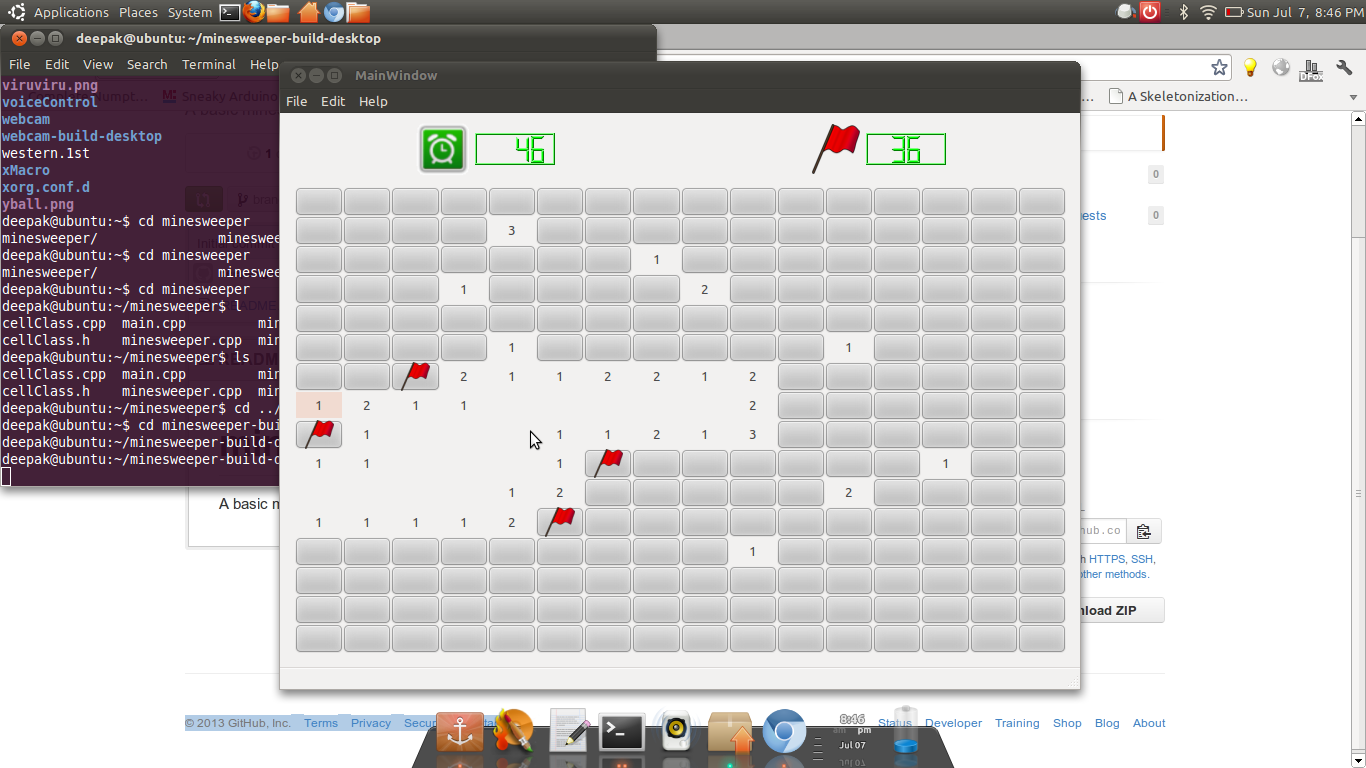 Applications Places System
Sun Jul 7, 8:46 PM
deepak@ubuntu: ~/minesweeper-build-desktop
File Edit View Search Terminal Help
viruviru.png
voiceControl
webcam
webcam-build-desktop
western.1st
xMacro
xorg.conf.d
yball.png
deepak@ubuntu:~$ cd minesweeper
minesweeper/ mineswee
deepak@ubuntu:~$ cd minesweeper
minesweeper/ mineswee
deepak@ubuntu:~$ cd minesweeper
deepak@ubuntu:~/minesweeper$ l
cellClass.cpp main.cpp min
cellClass.h minesweeper.cpp min
deepak@ubuntu:~/minesweeper$ ls
cellClass.cpp main.cpp min
cellClass.h minesweeper.cpp min
deepak@ubuntu:~/minesweeper$ cd ../
deepak@ubuntu:~$ cd minesweeper-bui
deepak@ubuntu:~/minesweeper-build-d
deepak@ubuntu:~/minesweeper-build-d
MainWindow
File Edit Help
46
36
3
1
1 2
1 1
2 1 1 2 2 1 2
1 2 1 1 2
1 1 1 2 1 3
1 1 1 1
1 2 2
1 1 1 1 2
1
A Skeletonization…
0
ests
0
A basic m
hub.co
h HTTPS, SSH,
other methods.
nload ZIP
© 2013 GitHub, Inc. Terms Privacy Secu
Status Developer Training Shop Blog About
8:46
am pm
Jul 07